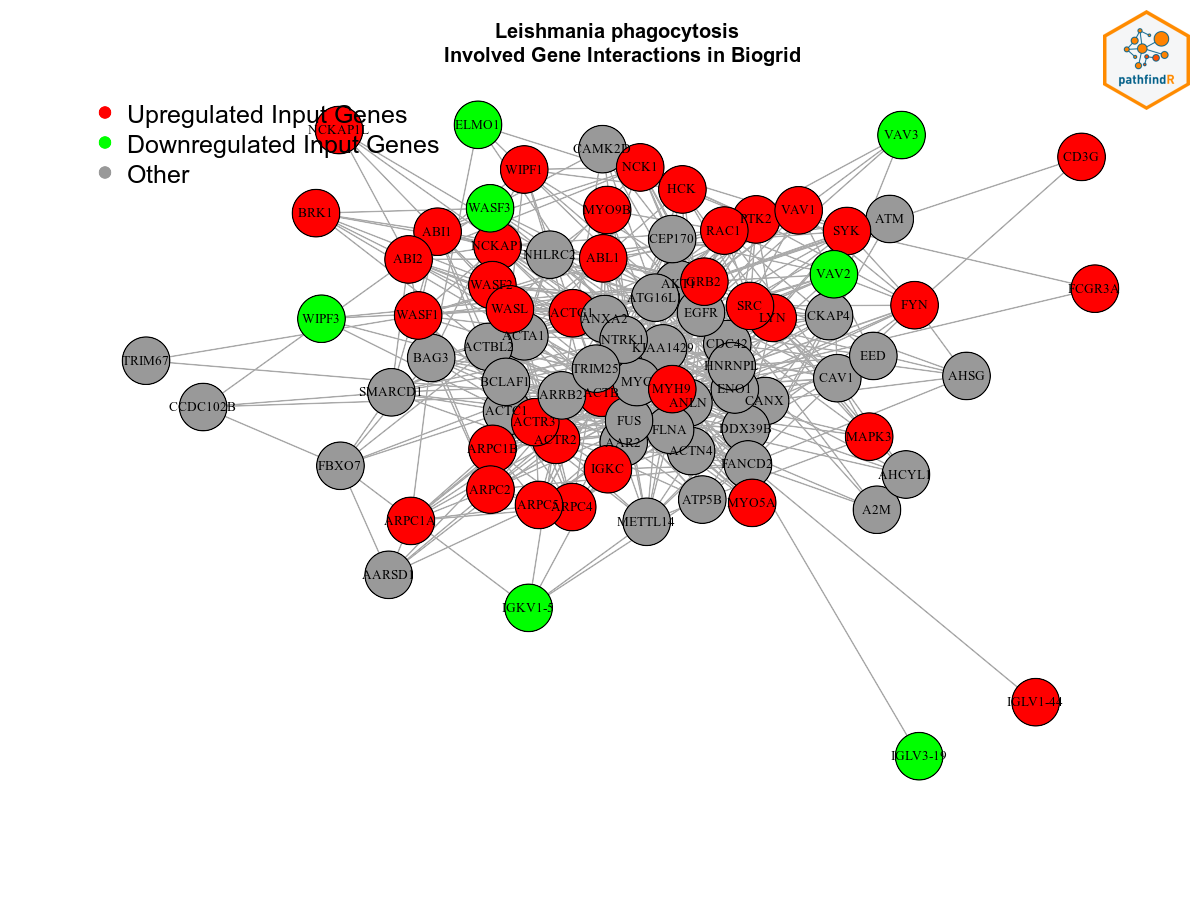 Leishmania phagocytosis
Involved Gene Interactions in Biogrid
pathfindR
Upregulated Input Genes
Downregulated Input Genes
Other
NCKAP1L
ELMO1
VAV3
CAMK2D
CD3G
WIPF1
NCK1
HCK
WASF3
MYO9B
VAV1
BRK1
PTK2
ATM
ABI1
RAC1
SYK
CEP170
NCKAP
ABI2
NHLRC2
ABL1
VAV2
WASF2
AKT1
GRB2
FCGR3A
ATG16L
WASL
SRC
FYN
WIPF3
WASF1
ACTG1
ANXA2
EGFR
LYN
CKAP4
ACTA1
NTRK1
ACTBL2
KIAA1429
CDC42
BAG3
EED
TRIM67
HNRNPL
TRIM25
AHSG
BCLAF1
MYC
CAV1
SMARCD1
ARRB2
ACTB
MYH9
ENO1
CCDC102B
ACTC1
ANLN
CANX
ACTR3
FUS
FLNA
DDX39B
ACTR2
AAR2
MAPK3
ARPC1B
ACTN4
FBXO7
IGKC
FANCD2
AHCYL1
ARPC2
ATP5B
MYO5A
ARPC5
ARPC4
A2M
ARPC1A
METTL14
AARSD1
IGKV1-5
IGLV1-44
IGLV3-19